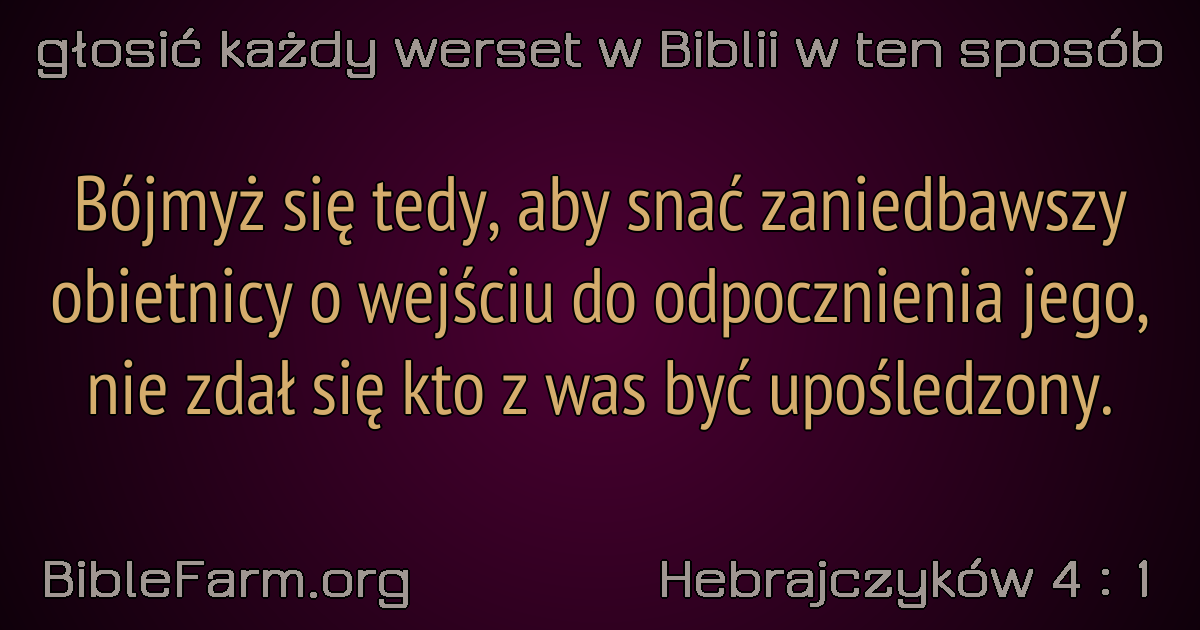 głosić każdy werset w Biblii w ten sposób
Bójmyż się tedy, aby snać zaniedbawszy
obietnicy o wejściu do odpocznienia jego,
nie zdał się kto z was być upośledzony.
BibleFarm.org
Hebrajczyków 4 : 1